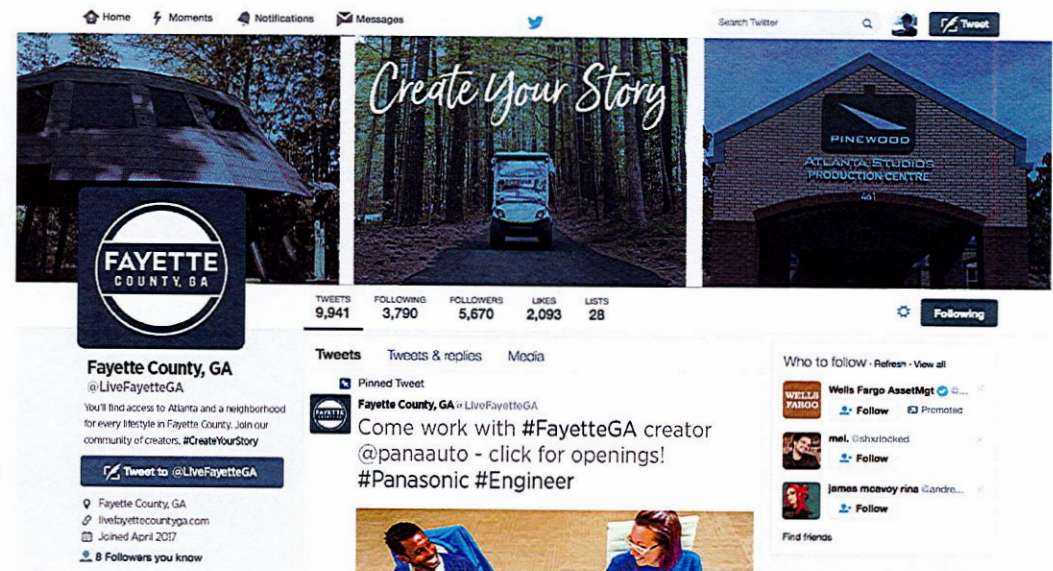 Home Moments Notifications Messages Search Twitter Tweet
Create Your Story
PINEWOOD
ATLANTA STUDIOS
PRODUCTION CENTRE
461
FAYETTE
COUNTY, GA
TWEETS FOLLOWING FOLLOWERS LIKES LISTS
9,941 3,790 5,670 2,093 28
Following
Fayette County, GA
@LiveFayetteGA
You'll find access to Atlanta and a neighborhood
for every lifestyle in Fayette County. Join our
community of creators. #CreateYourStory
Tweet to @LiveFayetteGA
Fayette County, GA
livefayettecountyga.com
Joined April 2017
8 Followers you know
Tweets Tweets & replies Media
Pinned Tweet
FAYETTE
Fayette County, GA @LiveFayetteGA
Come work with #FayetteGA creator
@panaauto - click for openings!
#Panasonic #Engineer
Who to follow · Refresh · View all
WELLS
FARGO
Wells Fargo AssetMgt @...
Follow Promoted
mel. @shxrlocked
Follow
james mcavoy rina @andre...
Follow
Find friends